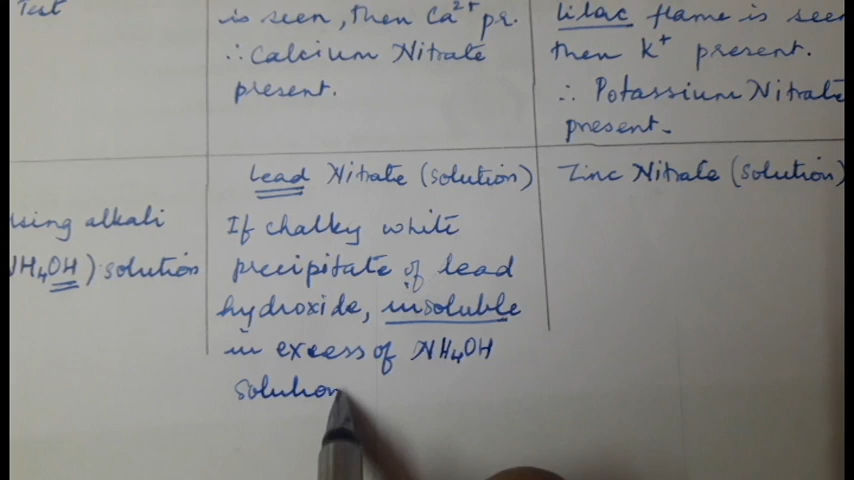 Test
is seen, then Ca²⁺ pr.
∴ Calcium Nitrate
present.
lilac flame is seen
then K⁺ present.
∴ Potassium Nitrate
present.
using alkali
NH₄OH) solution
Lead Nitrate (solution)
If chalky white
precipitate of lead
hydroxide, insoluble
in excess of NH₄OH
solution
Zinc Nitrate (solution)